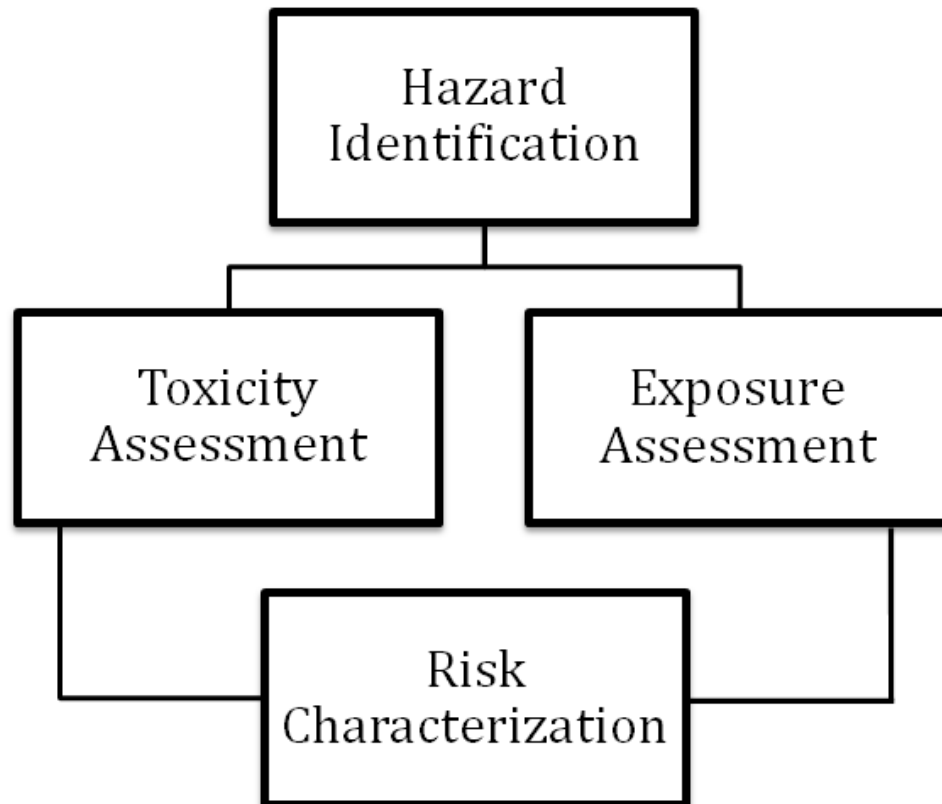 Hazard
Identification
Toxicity
Assessment
Exposure
Assessment
Risk
Characterization